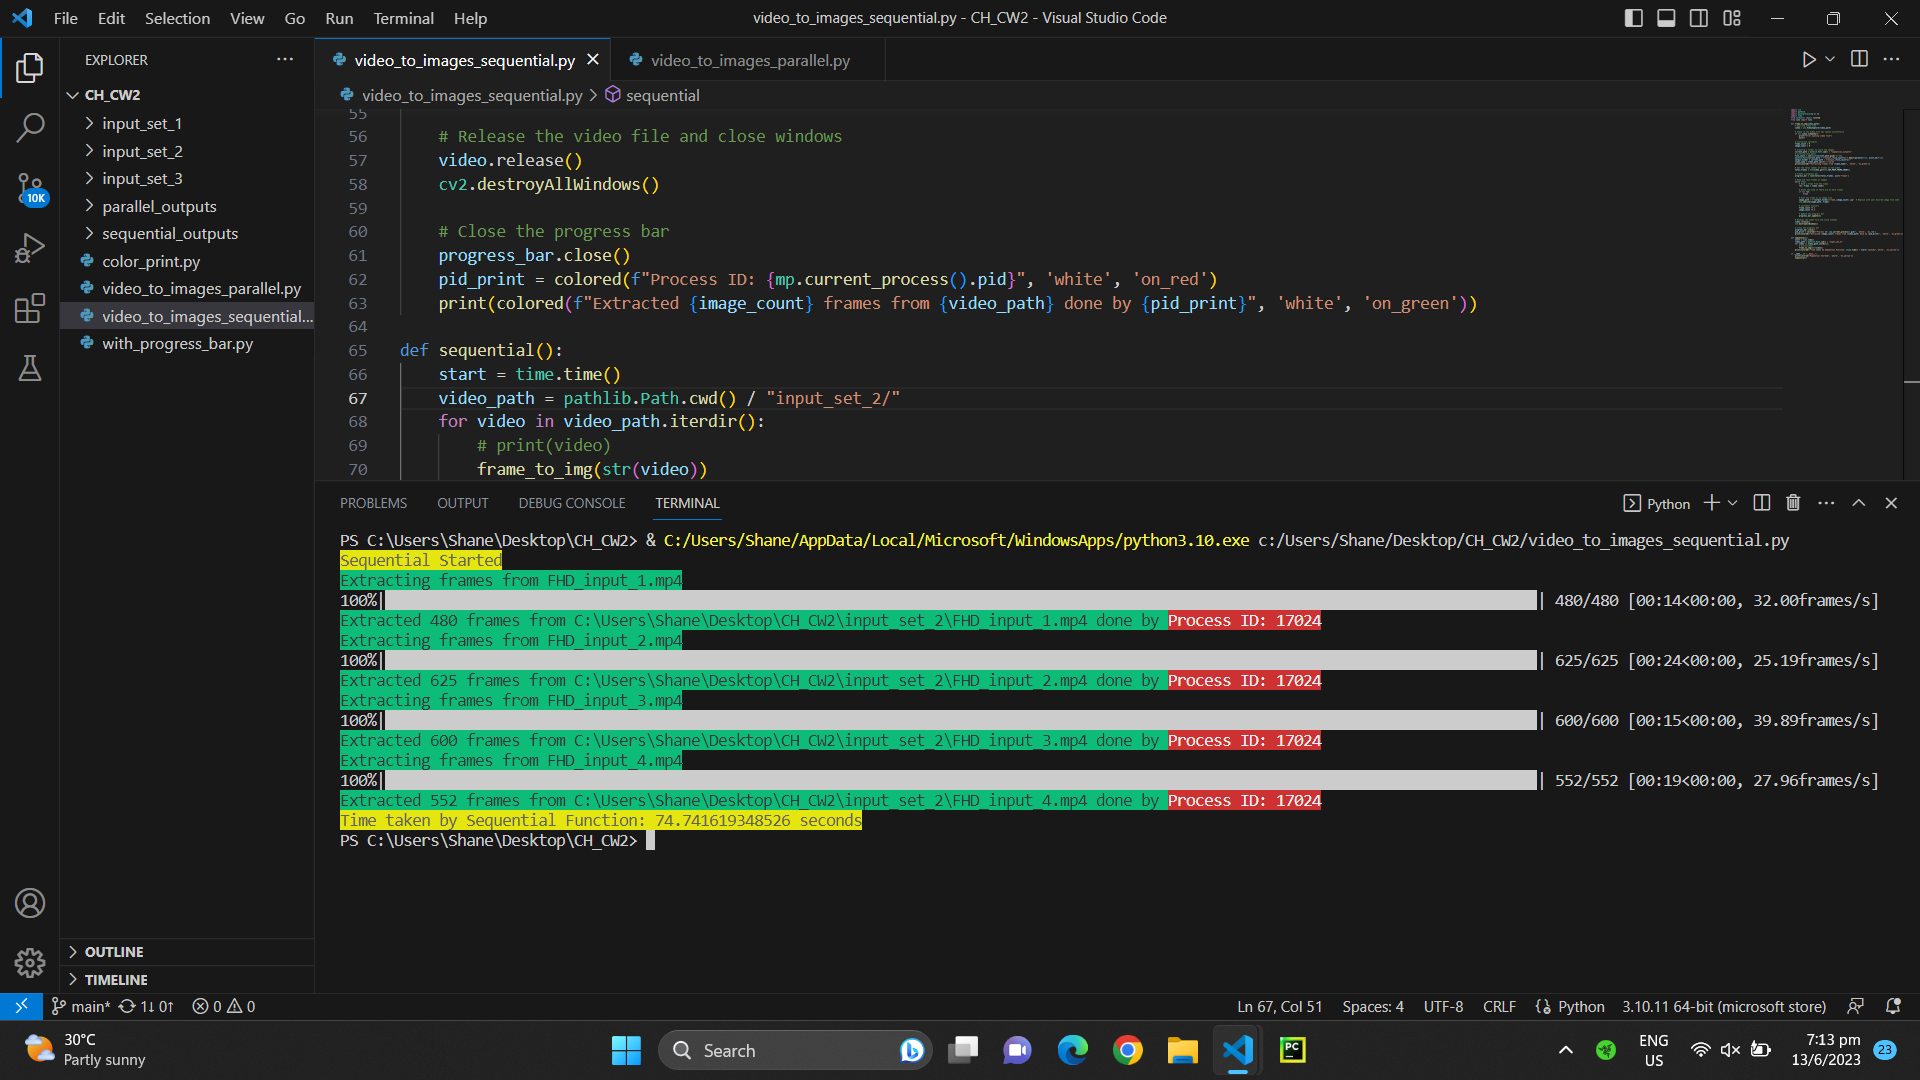 File Edit Selection View Go Run Terminal Help
video_to_images_sequential.py - CH_CW2 - Visual Studio Code
EXPLORER
CH_CW2
input_set_1
input_set_2
input_set_3
parallel_outputs
sequential_outputs
color_print.py
video_to_images_parallel.py
video_to_images_sequential...
with_progress_bar.py
OUTLINE
TIMELINE
10K
video_to_images_sequential.py
video_to_images_parallel.py
video_to_images_sequential.py > sequential
55
56 # Release the video file and close windows
57 video.release()
58 cv2.destroyAllWindows()
59
60 # Close the progress bar
61 progress_bar.close()
62 pid_print = colored(f"Process ID: {mp.current_process().pid}", 'white', 'on_red')
63 print(colored(f"Extracted {image_count} frames from {video_path} done by {pid_print}", 'white', 'on_green'))
64
65 def sequential():
66 start = time.time()
67 video_path = pathlib.Path.cwd() / "input_set_2/"
68 for video in video_path.iterdir():
69 # print(video)
70 frame_to_img(str(video))
PROBLEMS OUTPUT DEBUG CONSOLE TERMINAL
Python
PS C:\Users\Shane\Desktop\CH_CW2> & C:/Users/Shane/AppData/Local/Microsoft/WindowsApps/python3.10.exe c:/Users/Shane/Desktop/CH_CW2/video_to_images_sequential.py
Sequential Started
Extracting frames from FHD_input_1.mp4
100%| | 480/480 [00:14<00:00, 32.00frames/s]
Extracted 480 frames from C:\Users\Shane\Desktop\CH_CW2\input_set_2\FHD_input_1.mp4 done by Process ID: 17024
Extracting frames from FHD_input_2.mp4
100%| | 625/625 [00:24<00:00, 25.19frames/s]
Extracted 625 frames from C:\Users\Shane\Desktop\CH_CW2\input_set_2\FHD_input_2.mp4 done by Process ID: 17024
Extracting frames from FHD_input_3.mp4
100%| | 600/600 [00:15<00:00, 39.89frames/s]
Extracted 600 frames from C:\Users\Shane\Desktop\CH_CW2\input_set_2\FHD_input_3.mp4 done by Process ID: 17024
Extracting frames from FHD_input_4.mp4
100%| | 552/552 [00:19<00:00, 27.96frames/s]
Extracted 552 frames from C:\Users\Shane\Desktop\CH_CW2\input_set_2\FHD_input_4.mp4 done by Process ID: 17024
Time taken by Sequential Function: 74.741619348526 seconds
PS C:\Users\Shane\Desktop\CH_CW2>
main* 1↓ 0↑ 0 0
Ln 67, Col 51 Spaces: 4 UTF-8 CRLF Python 3.10.11 64-bit (microsoft store)
30°C
Partly sunny
Search
PC
ENG
US
7:13 pm
13/6/2023
23